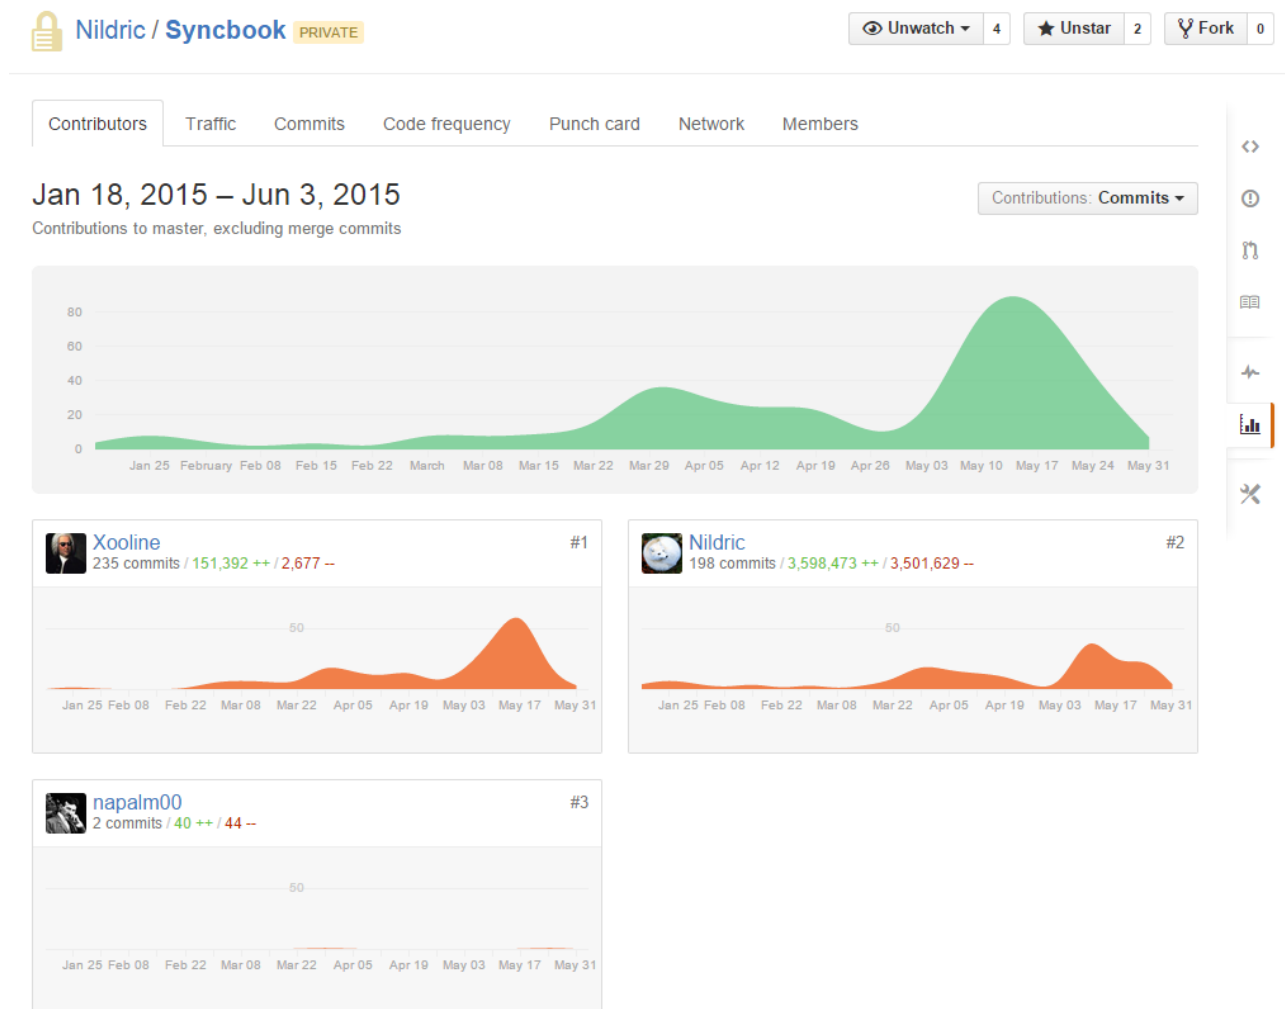 Nildric / Syncbook PRIVATE
Unwatch 4 Unstar 2 Fork 0
Contributors Traffic Commits Code frequency Punch card Network Members
Jan 18, 2015 – Jun 3, 2015
Contributions: Commits
Contributions to master, excluding merge commits
80
60
40
20
0
Jan 25 February Feb 08 Feb 15 Feb 22 March Mar 08 Mar 15 Mar 22 Mar 29 Apr 05 Apr 12 Apr 19 Apr 26 May 03 May 10 May 17 May 24 May 31
Xooline #1
235 commits / 151,392 ++ / 2,677 --
50
Jan 25 Feb 08 Feb 22 Mar 08 Mar 22 Apr 05 Apr 19 May 03 May 17 May 31
Nildric #2
198 commits / 3,598,473 ++ / 3,501,629 --
50
Jan 25 Feb 08 Feb 22 Mar 08 Mar 22 Apr 05 Apr 19 May 03 May 17 May 31
napalm00 #3
2 commits / 40 ++ / 44 --
50
Jan 25 Feb 08 Feb 22 Mar 08 Mar 22 Apr 05 Apr 19 May 03 May 17 May 31